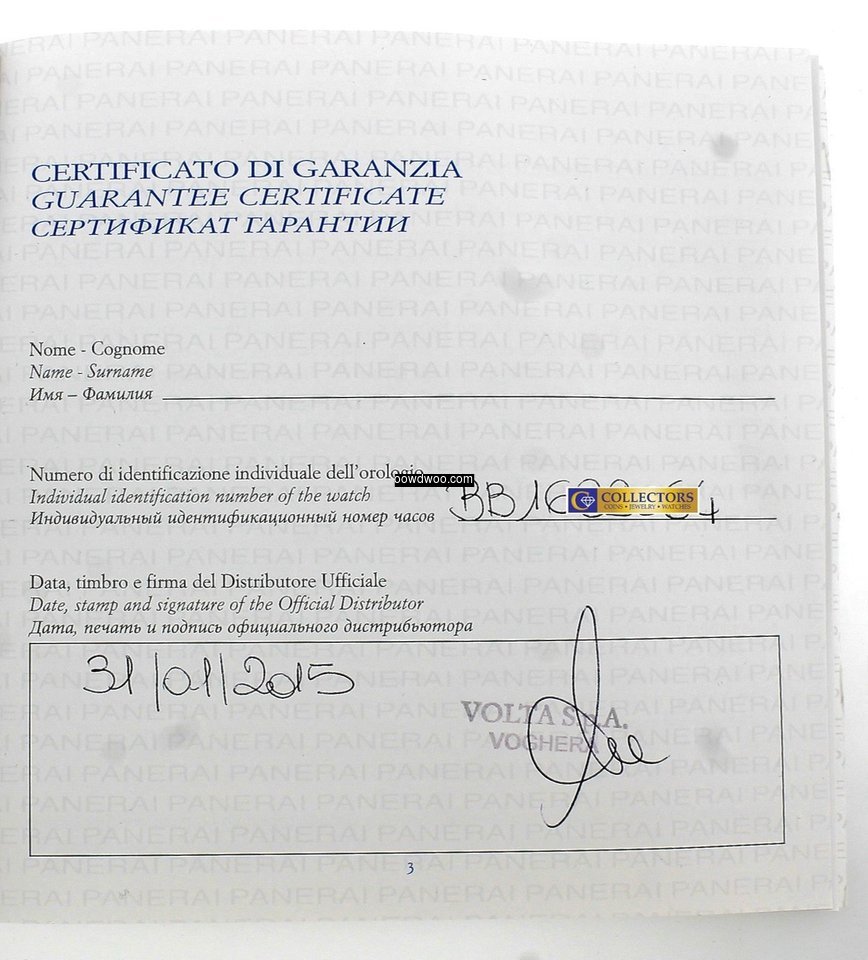 CERTIFICATO DI GARANZIA
GUARANTEE CERTIFICATE
СЕРТИФИКАТ ГАРАНТИИ
Nome - Cognome
Name - Surname
Имя – Фамилия
Numero di identificazione individuale dell'orologio
oowdwoo.com
Individual identification number of the watch
Индивидуальный идентификационный номер часов
COLLECTORS
COINS • JEWELRY • WATCHES
Data, timbro e firma del Distributore Ufficiale
Date, stamp and signature of the Official Distributor
Дата, печать и подпись официального дистрибьютора
31/01/2015
VOLTA S.p.A.
VOGHERA
3